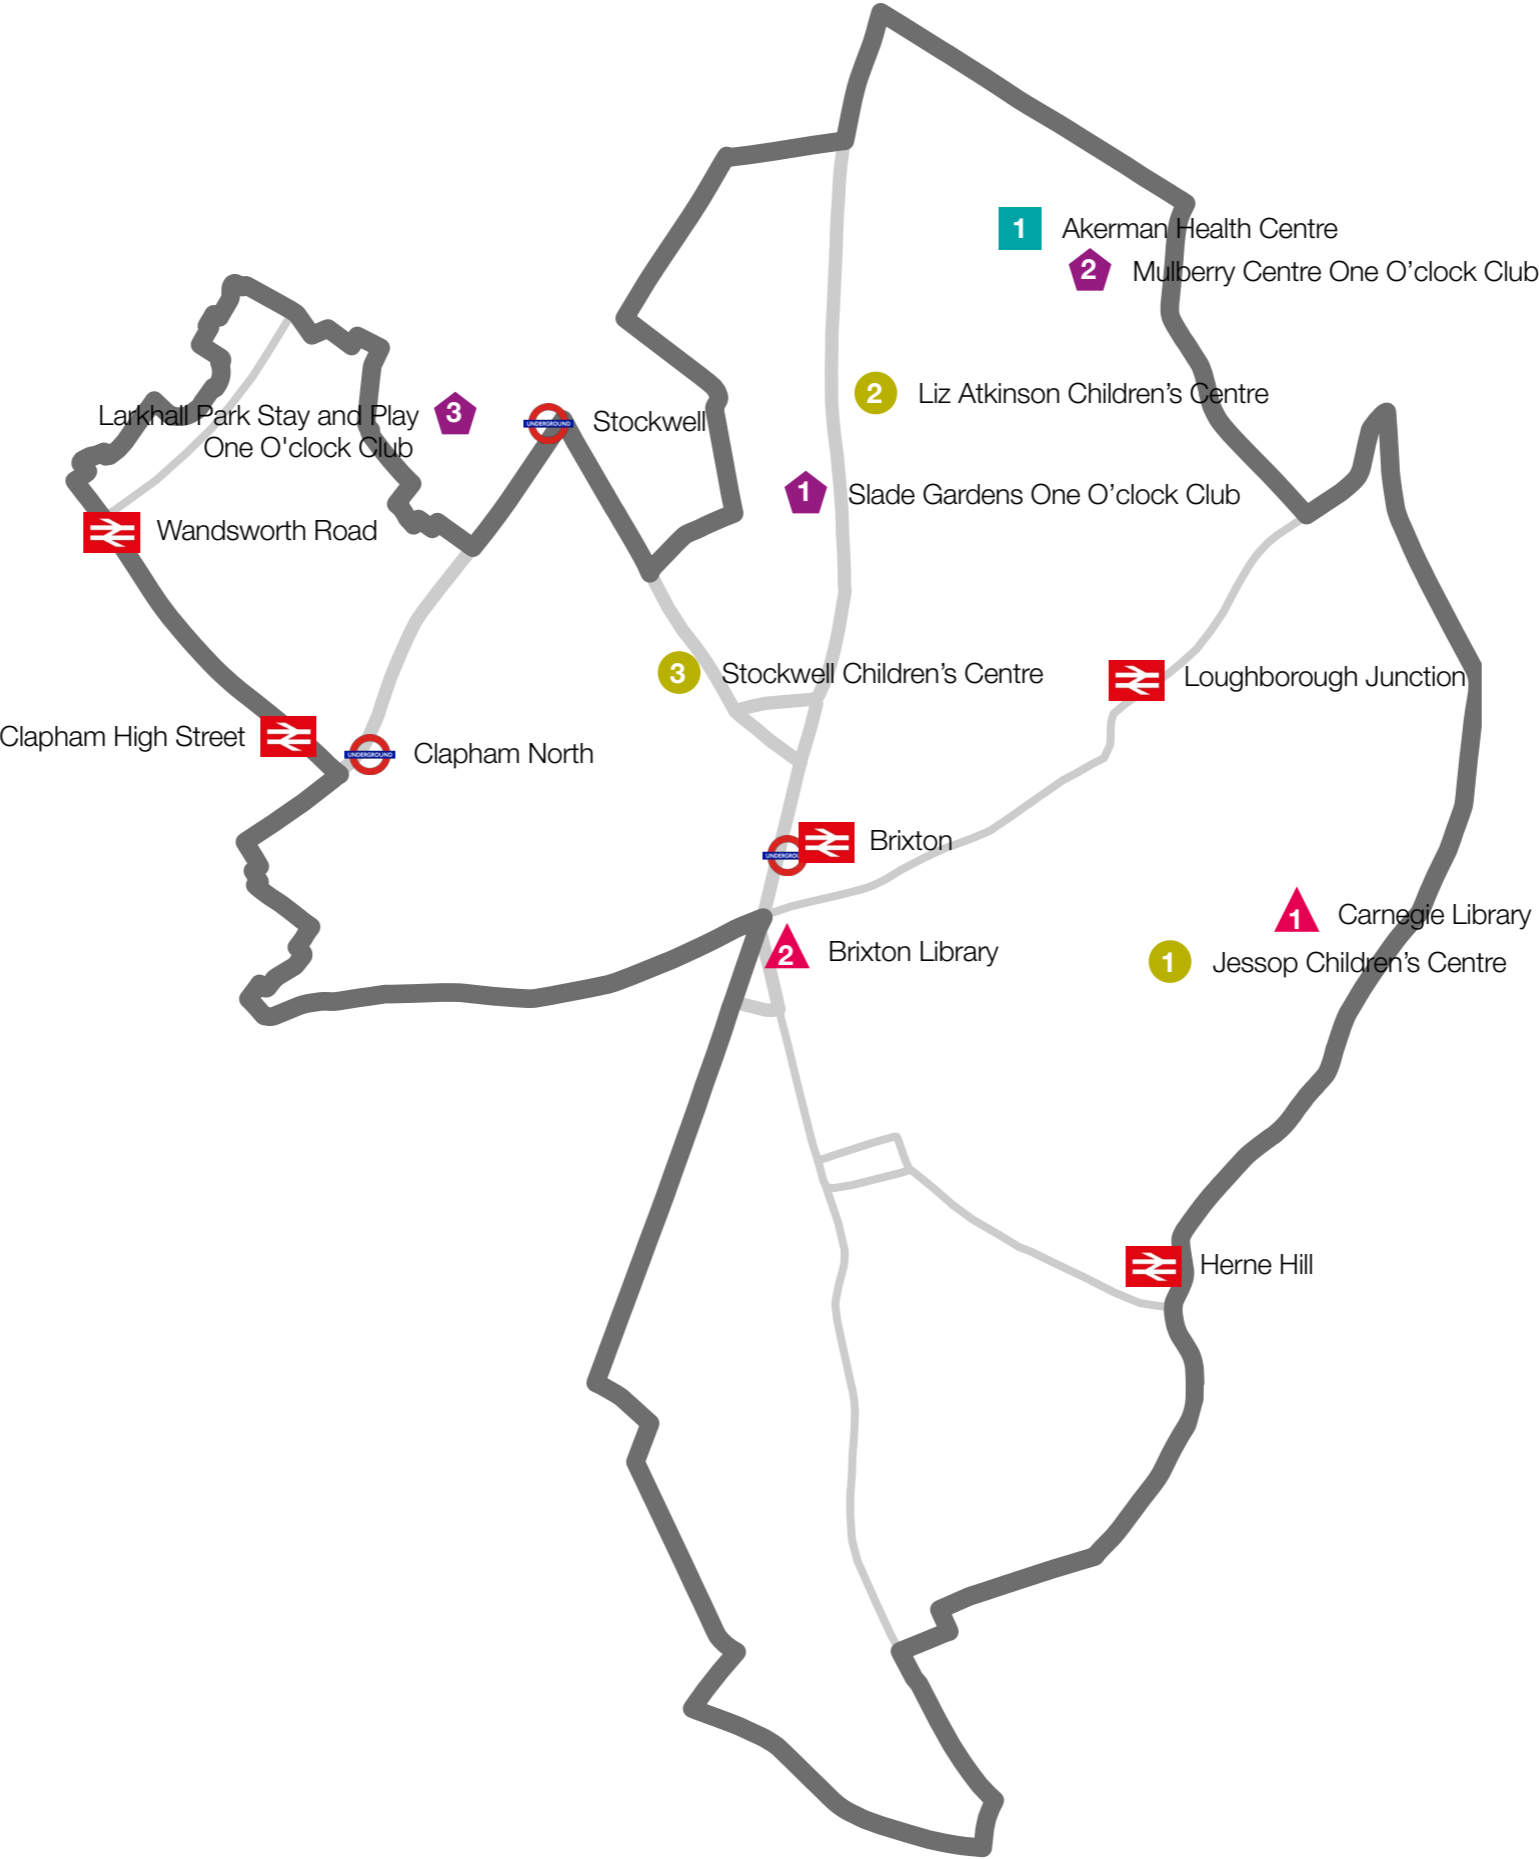 1 Akerman Health Centre
2 Mulberry Centre One O’clock Club
2 Liz Atkinson Children’s Centre
Larkhall Park Stay and Play 3
One O'clock Club
UNDERGROUND Stockwell
1 Slade Gardens One O’clock Club
Wandsworth Road
3 Stockwell Children’s Centre
Loughborough Junction
Clapham High Street
UNDERGROUND Clapham North
UNDERGROU Brixton
1 Carnegie Library
2 Brixton Library
1 Jessop Children’s Centre
Herne Hill